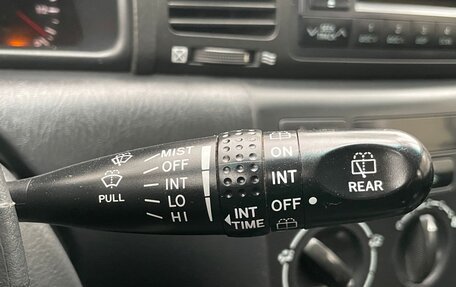 MIST
OFF
INT
LO
HI
PULL
INT
TIME
ON
INT
OFF
REAR